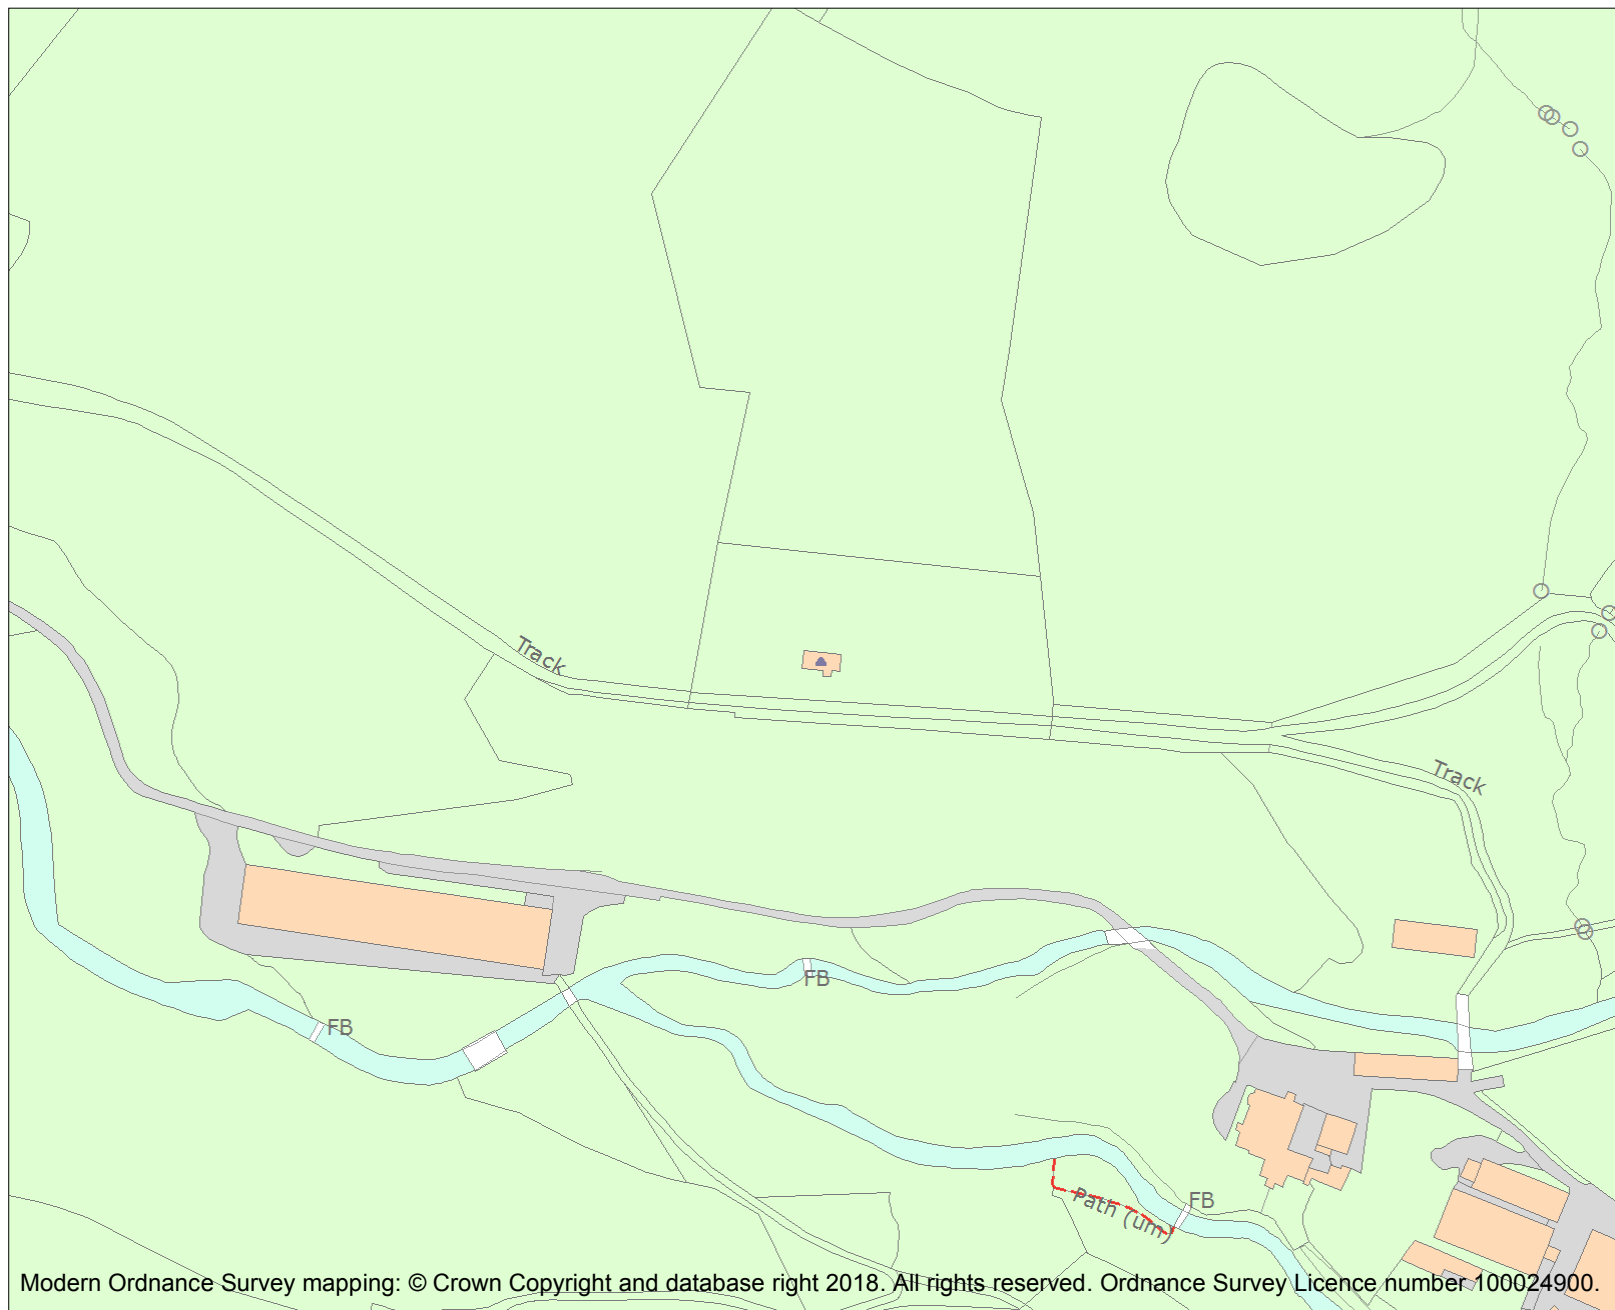 Track
Track
FB
FB
FB
Path (um)
Modern Ordnance Survey mapping: © Crown Copyright and database right 2018. All rights reserved. Ordnance Survey Licence number 100024900.